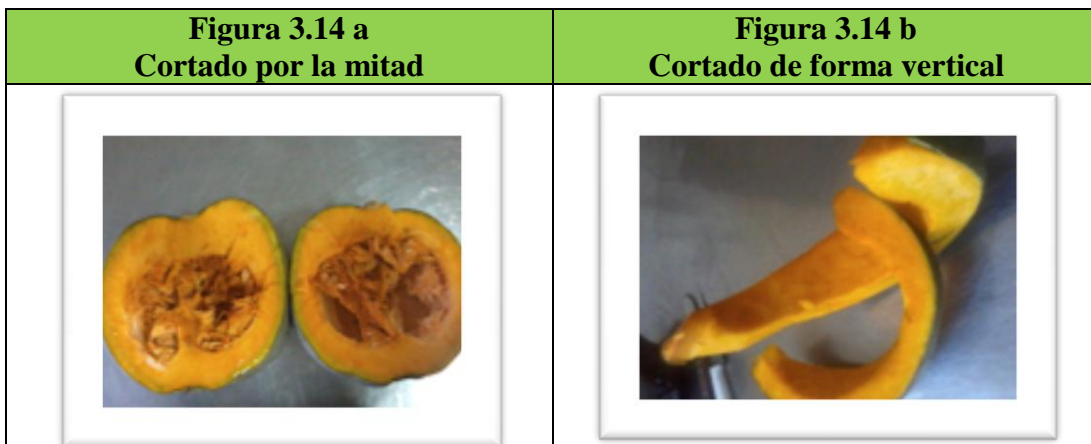 Figura 3.14 a
Cortado por la mitad
Figura 3.14 b
Cortado de forma vertical